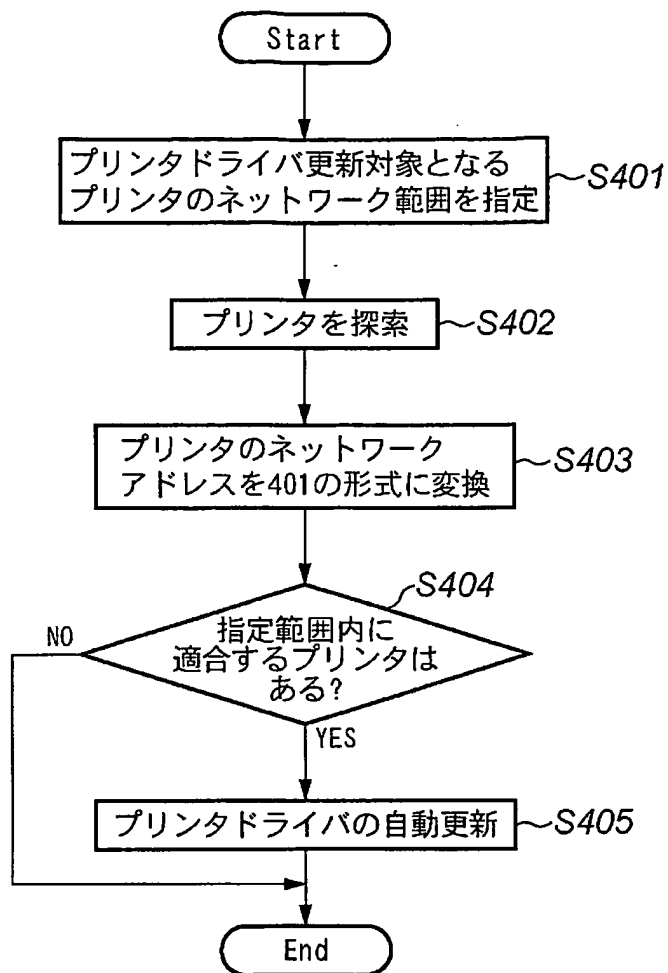 Start
プリンタドライバ更新対象となる
プリンタのネットワーク範囲を指定
S401
プリンタを探索
S402
プリンタのネットワーク
アドレスを401の形式に変換
S403
S404
指定範囲内に
適合するプリンタは
ある?
NO
YES
プリンタドライバの自動更新
S405
End